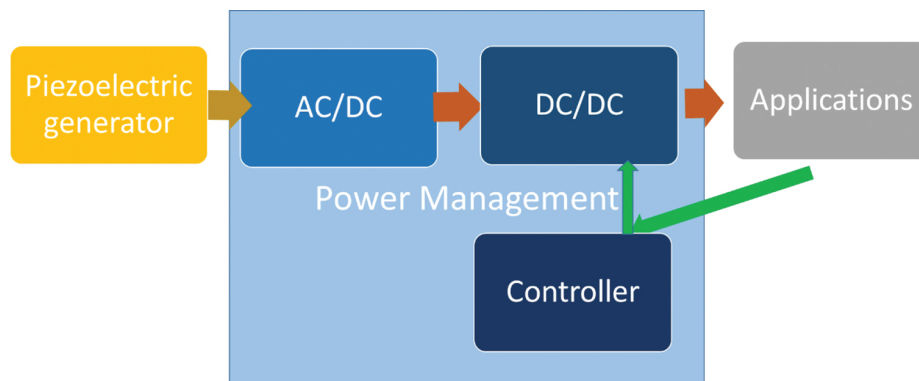 Piezoelectric
generator
AC/DC
DC/DC
Applications
Power Management
Controller